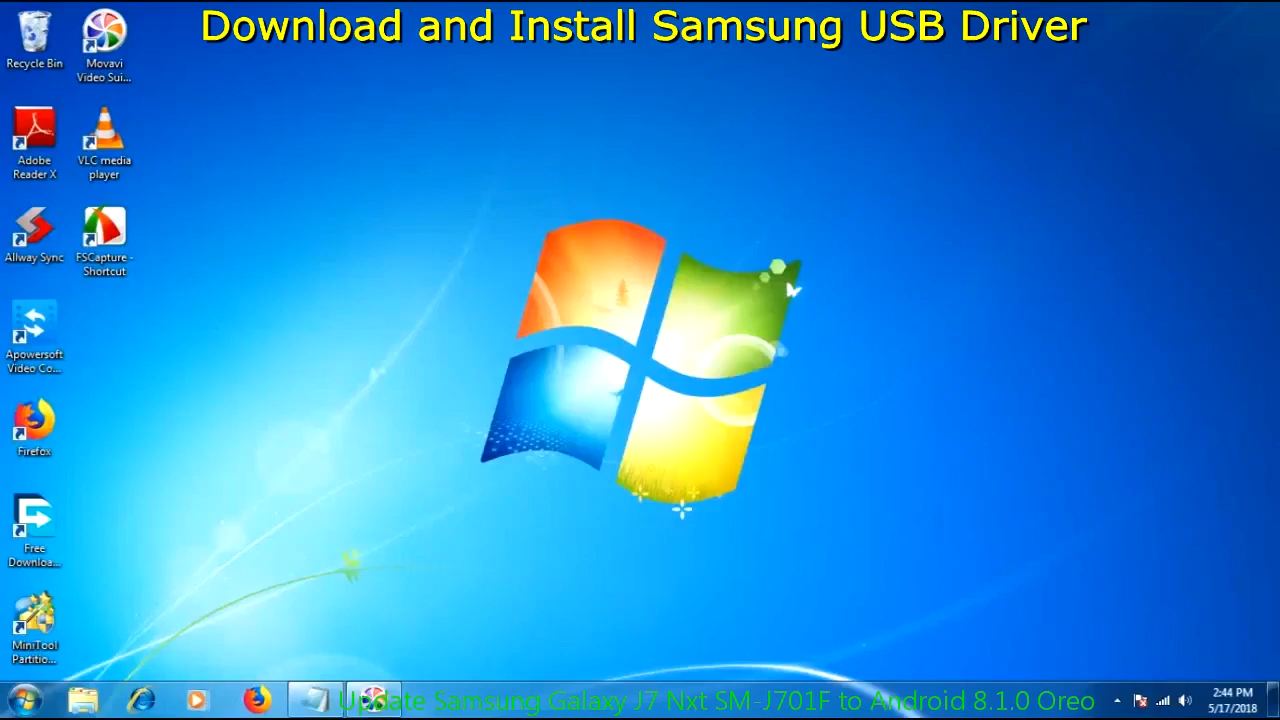 Download and Install Samsung USB Driver
Recycle Bin
Movavi
Video Sui...
Adobe
Reader X
VLC media
player
Allway Sync
FSCapture -
Shortcut
Apowersoft
Video Co...
Firefox
Free
Downloa...
MiniTool
Partitio...
Update Samsung Galaxy J7 Nxt SM-J701F to Android 8.1.0 Oreo
2:44 PM
5/17/2018